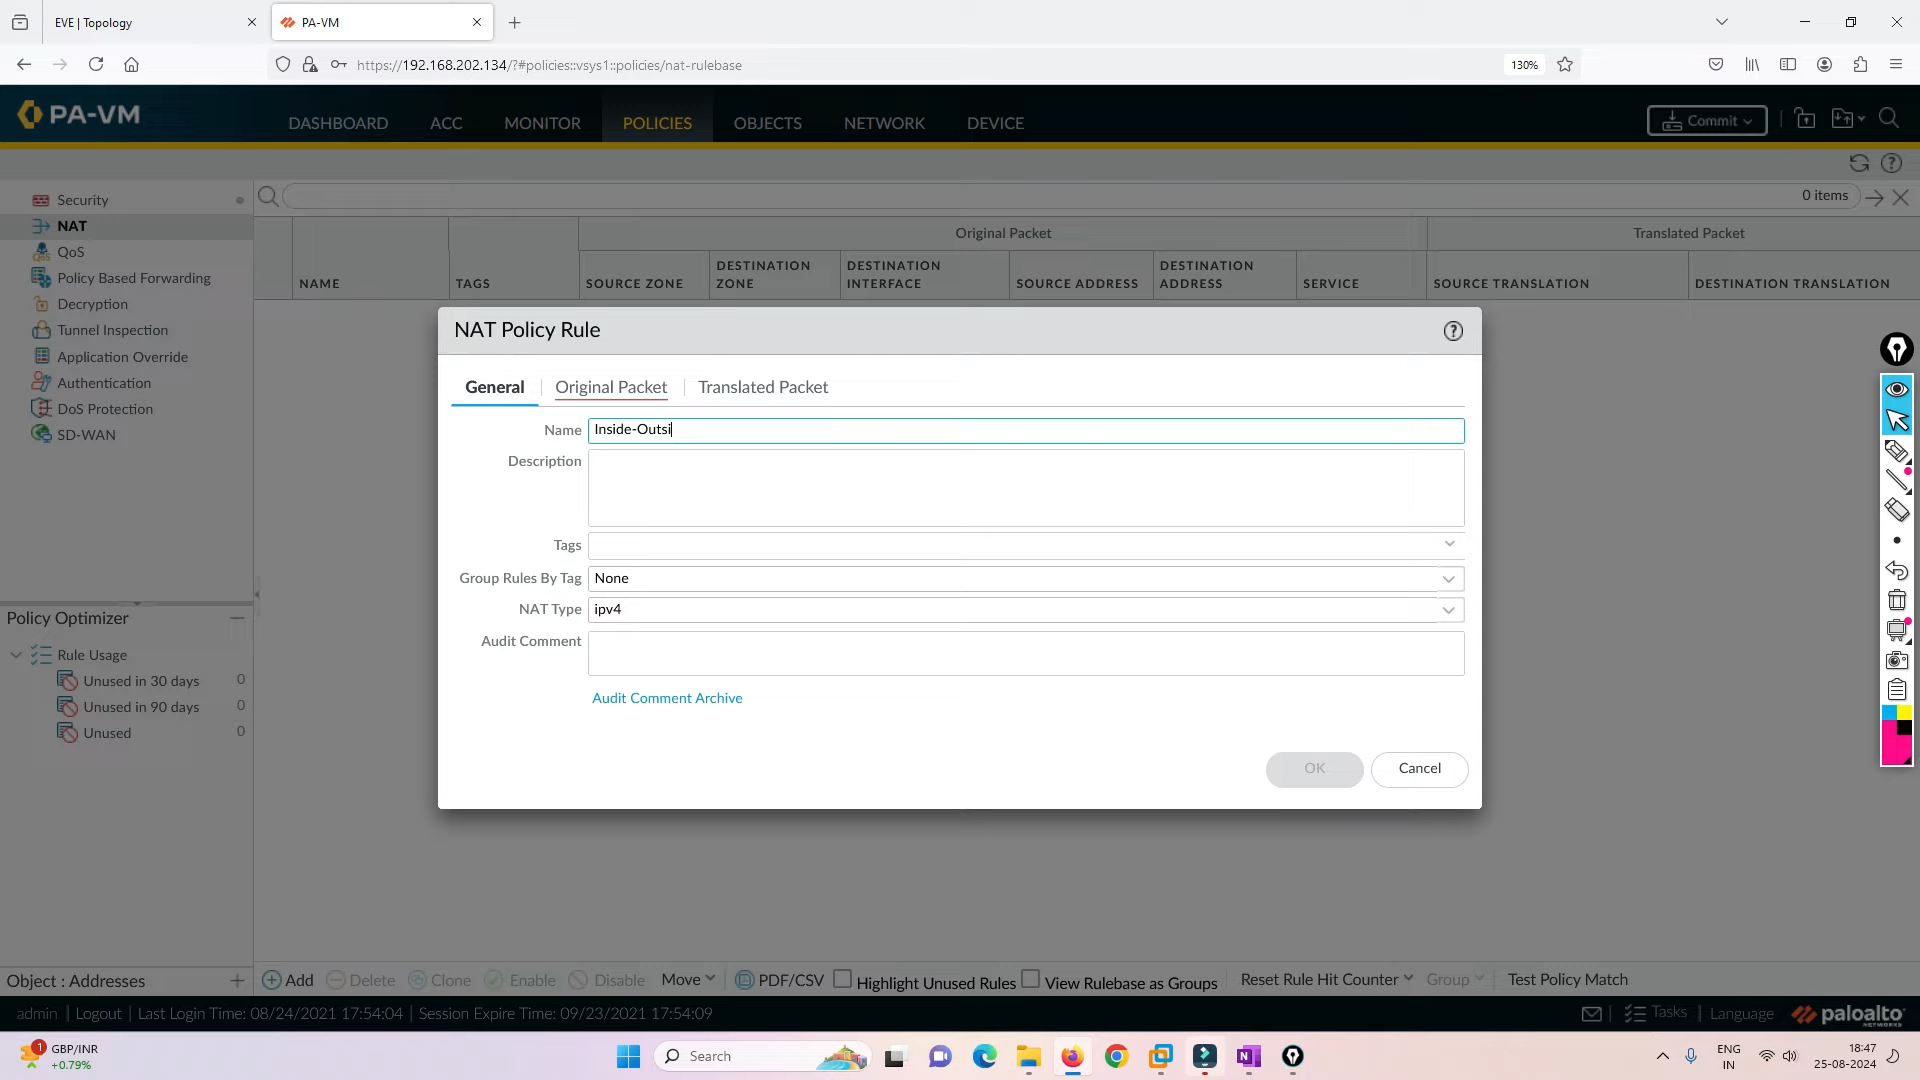 EVE | Topology
PA-VM
https://192.168.202.134/?#policies::vsys1::policies/nat-rulebase
130%
PA-VM
DASHBOARD
ACC
MONITOR
POLICIES
OBJECTS
NETWORK
DEVICE
Commit
Security
NAT
QoS
Policy Based Forwarding
Decryption
Tunnel Inspection
Application Override
Authentication
DoS Protection
SD-WAN
0 items
Original Packet
Translated Packet
NAME
TAGS
SOURCE ZONE
DESTINATION ZONE
DESTINATION INTERFACE
SOURCE ADDRESS
DESTINATION ADDRESS
SERVICE
SOURCE TRANSLATION
DESTINATION TRANSLATION
NAT Policy Rule
General
Original Packet
Translated Packet
Name
Inside-Outsi
Description
Tags
Group Rules By Tag
None
NAT Type
ipv4
Audit Comment
Audit Comment Archive
OK
Cancel
Policy Optimizer
Rule Usage
Unused in 30 days 0
Unused in 90 days 0
Unused 0
Object : Addresses
Add
Delete
Clone
Enable
Disable
Move
PDF/CSV
Highlight Unused Rules
View Rulebase as Groups
Reset Rule Hit Counter
Group
Test Policy Match
admin | Logout | Last Login Time: 08/24/2021 17:54:04 | Session Expire Time: 09/23/2021 17:54:09
Tasks | Language
paloalto
NETWORKS
1
GBP/INR
+0.79%
Search
ENG
IN
18:47
25-08-2024